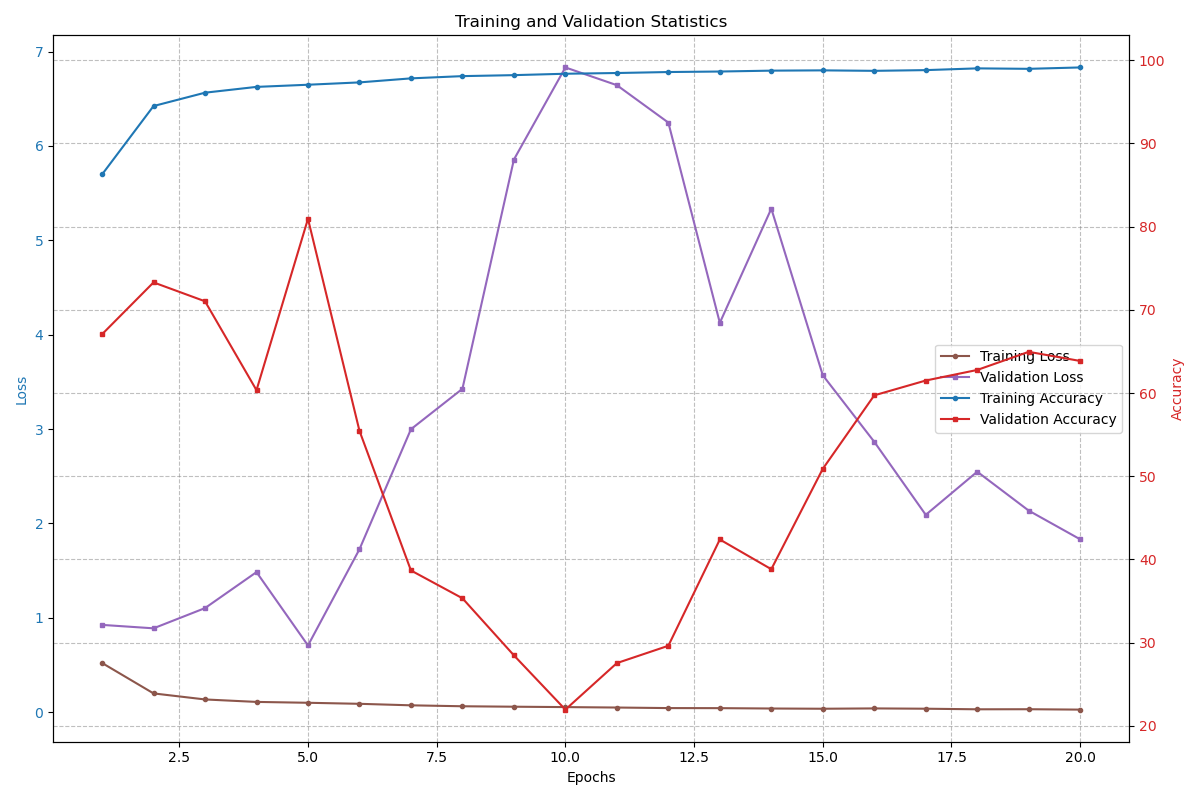 Training and Validation Statistics
7
6
5
4
3
2
1
0
Loss
100
90
80
70
60
50
40
30
20
Accuracy
Training Loss
Validation Loss
Training Accuracy
Validation Accuracy
2.5 5.0 7.5 10.0 12.5 15.0 17.5 20.0
Epochs